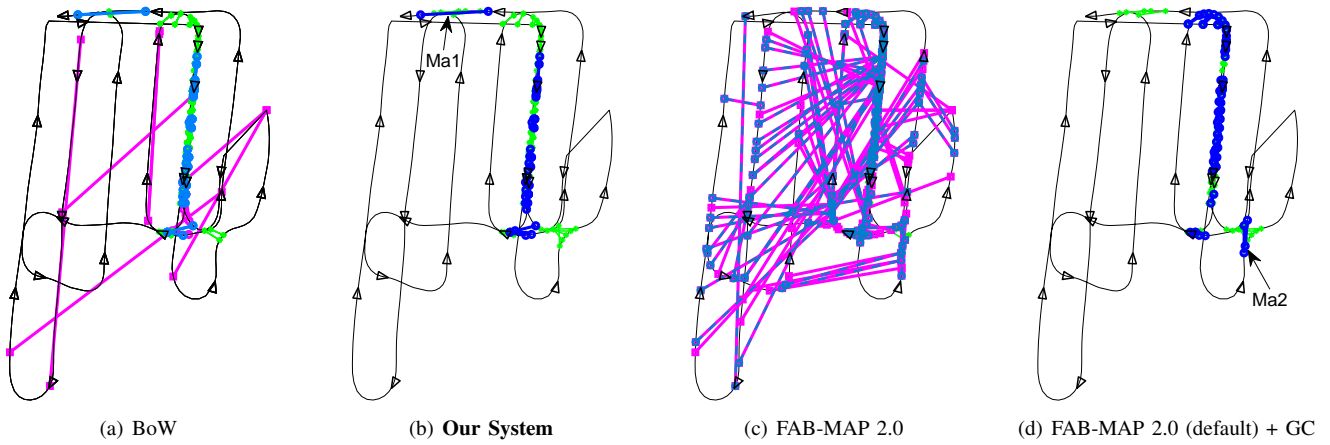 Ma1
Ma2
(a) BoW
(b) Our System
(c) FAB-MAP 2.0
(d) FAB-MAP 2.0 (default) + GC